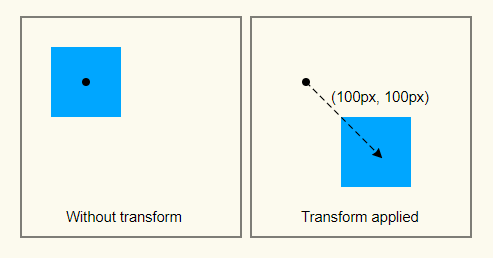 (100px, 100px)
Without transform
Transform applied